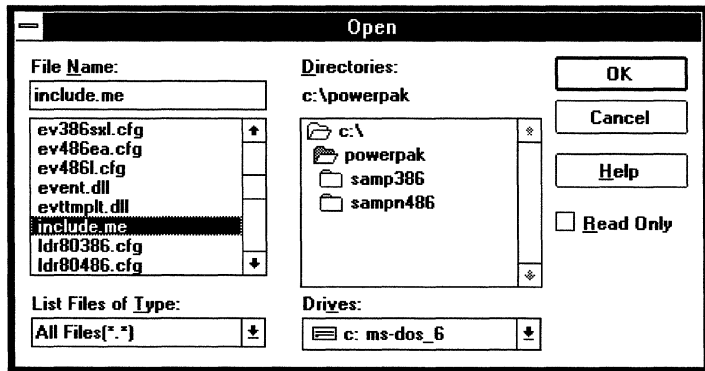 Open
File Name:
include.me
ev386sxl.cfg
ev486ea.cfg
ev486l.cfg
event.dll
evttmplt.dll
include.me
ldr80386.cfg
ldr80486.cfg
List Files of Type:
All Files(*.*)
Directories:
c:\powerpak
c:\
powerpak
samp386
sampn486
Drives:
c: ms-dos_6
OK
Cancel
Help
Read Only